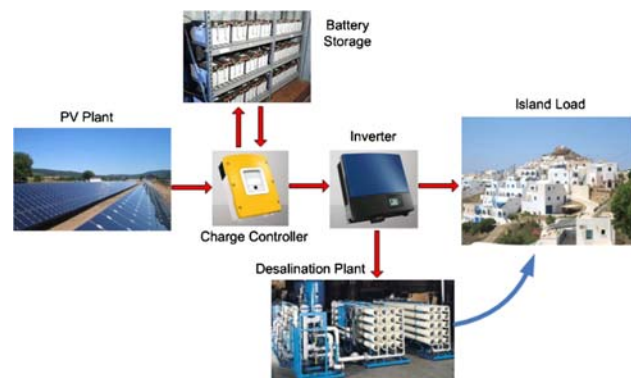 Battery
Storage
PV Plant
Inverter
Island Load
Charge Controller
Desalination Plant